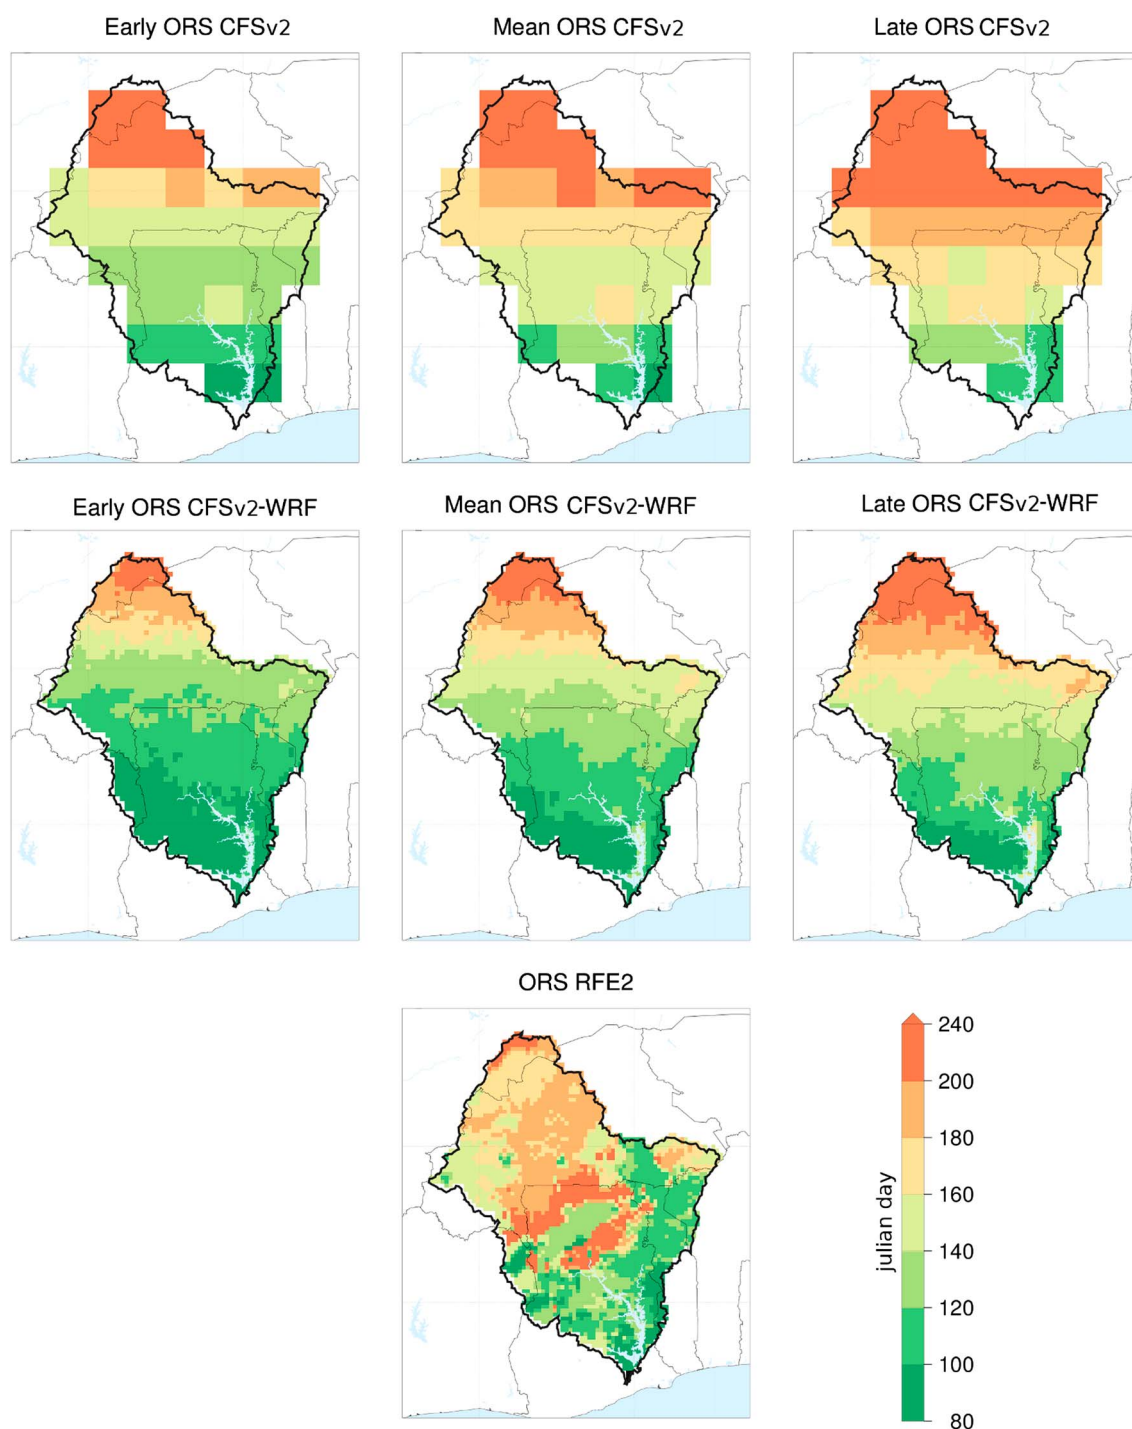 Early ORS CFSv2
Mean ORS CFSv2
Late ORS CFSv2
Early ORS CFSv2-WRF
Mean ORS CFSv2-WRF
Late ORS CFSv2-WRF
ORS RFE2
julian day
240
200
180
160
140
120
100
80